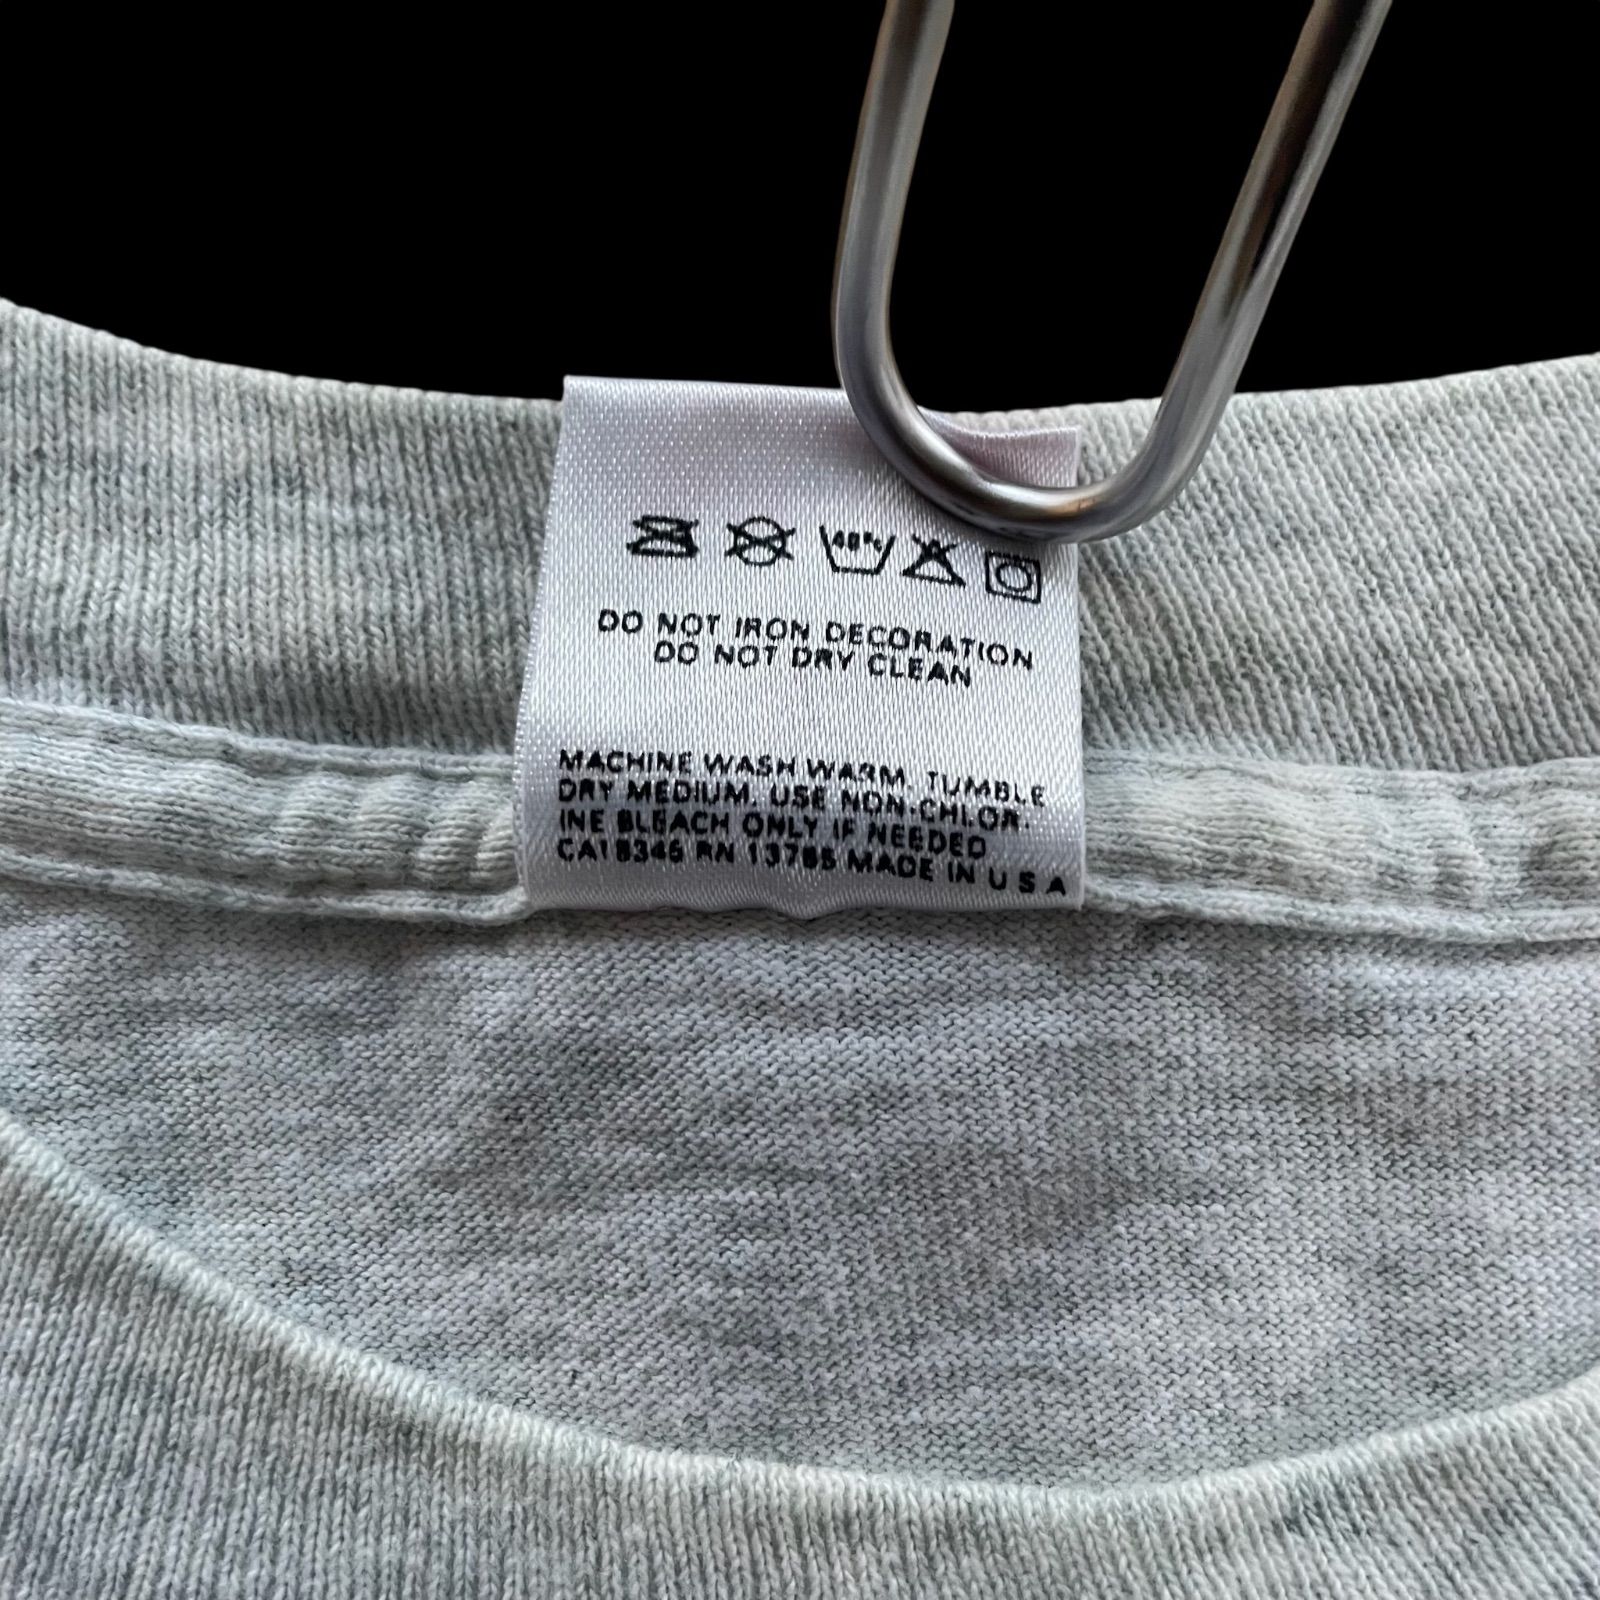 40°C
DO NOT IRON DECORATION
DO NOT DRY CLEAN
MACHINE WASH WARM. TUMBLE
DRY MEDIUM. USE NON-CHLOR-
INE BLEACH ONLY IF NEEDED
CA18346 RN 13765 MADE IN U S A